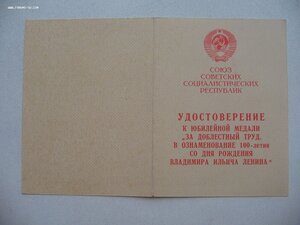 СОЮЗ
СОВЕТСКИХ
СОЦИАЛИСТИЧЕСКИХ
РЕСПУБЛИК
УДОСТОВЕРЕНИЕ
К ЮБИЛЕЙНОЙ МЕДАЛИ
„ЗА ДОБЛЕСТНЫЙ ТРУД.
В ОЗНАМЕНОВАНИЕ 100-летия
СО ДНЯ РОЖДЕНИЯ
ВЛАДИМИРА ИЛЬИЧА ЛЕНИНА“